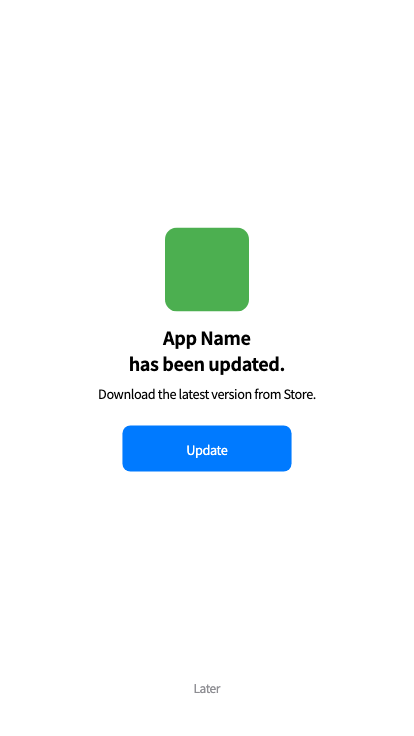 App Name
has been updated.
Download the latest version from Store.
Update
Later